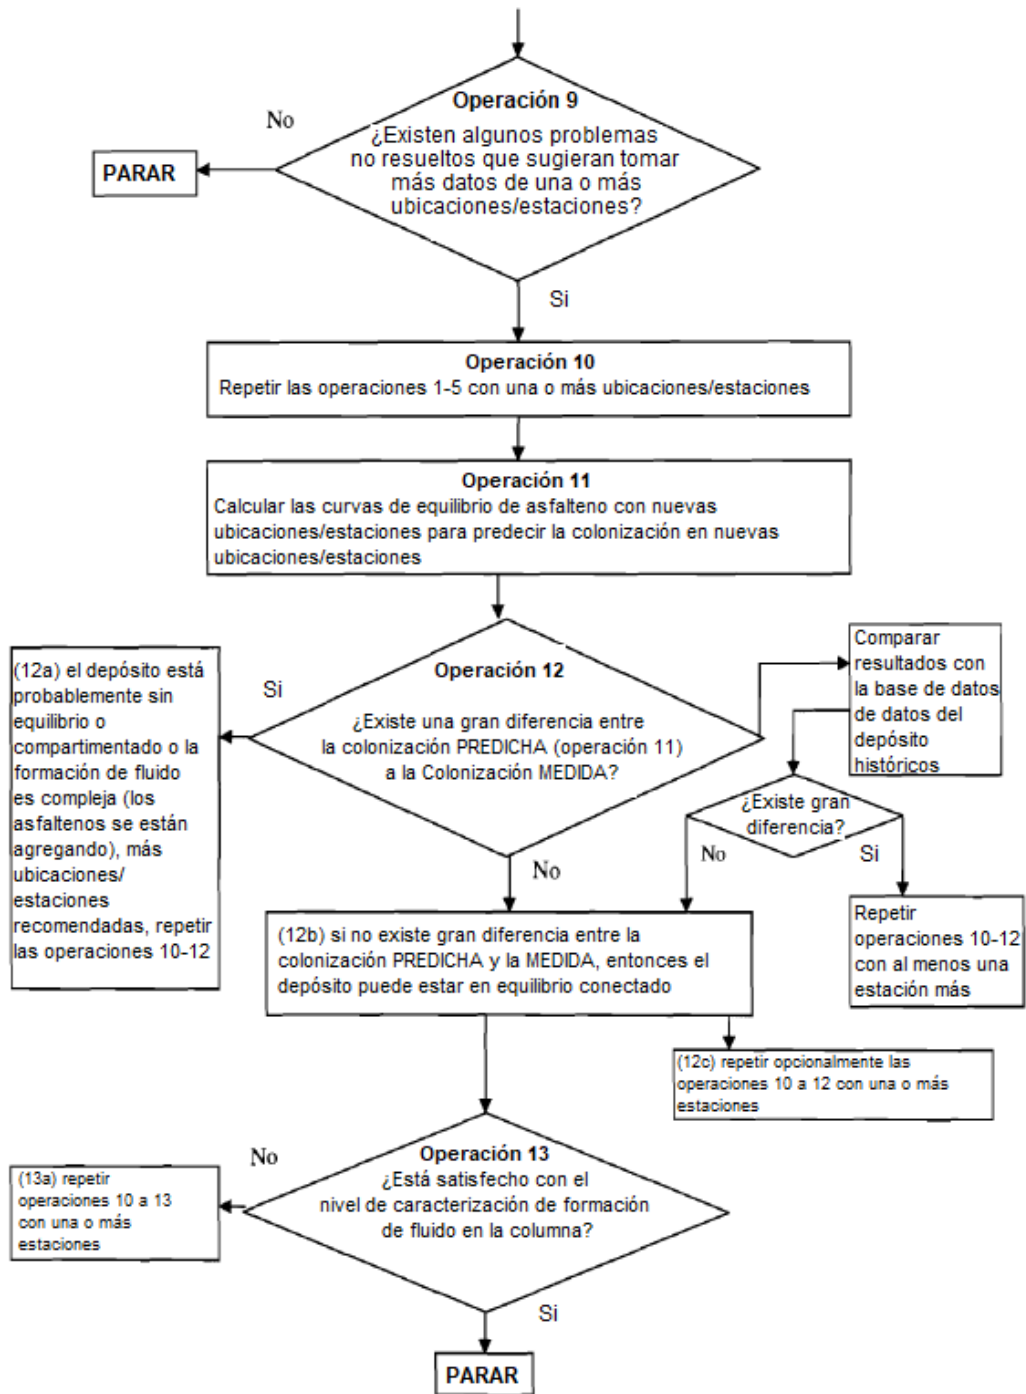 Operación 9
No
¿Existen algunos problemas
no resueltos que sugieran tomar
más datos de una o más
ubicaciones/estaciones?
PARAR
Si
Operación 10
Repetir las operaciones 1-5 con una o más ubicaciones/estaciones
Operación 11
Calcular las curvas de equilibrio de asfalteno con nuevas
ubicaciones/estaciones para predecir la colonización en nuevas
ubicaciones/estaciones
(12a) el depósito está
probablemente sin
equilibrio o
compartimentado o la
formación de fluido
es compleja (los
asfaltenos se están
agregando), más
ubicaciones/
estaciones
recomendadas, repetir
las operaciones 10-12
Si
Operación 12
¿Existe una gran diferencia entre
la colonización PREDICHA (operación 11)
a la Colonización MEDIDA?
No
Comparar
resultados con
la base de datos
de datos del
depósito
históricos
¿Existe gran
diferencia?
No
Si
Repetir
operaciones 10-12
con al menos una
estación más
(12b) si no existe gran diferencia entre la
colonización PREDICHA y la MEDIDA, entonces el
depósito puede estar en equilibrio conectado
(12c) repetir opcionalmente las
operaciones 10 a 12 con una o más
estaciones
Operación 13
¿Está satisfecho con el
nivel de caracterización de formación
de fluido en la columna?
No
(13a) repetir
operaciones 10 a 13
con una o más
estaciones
Si
PARAR